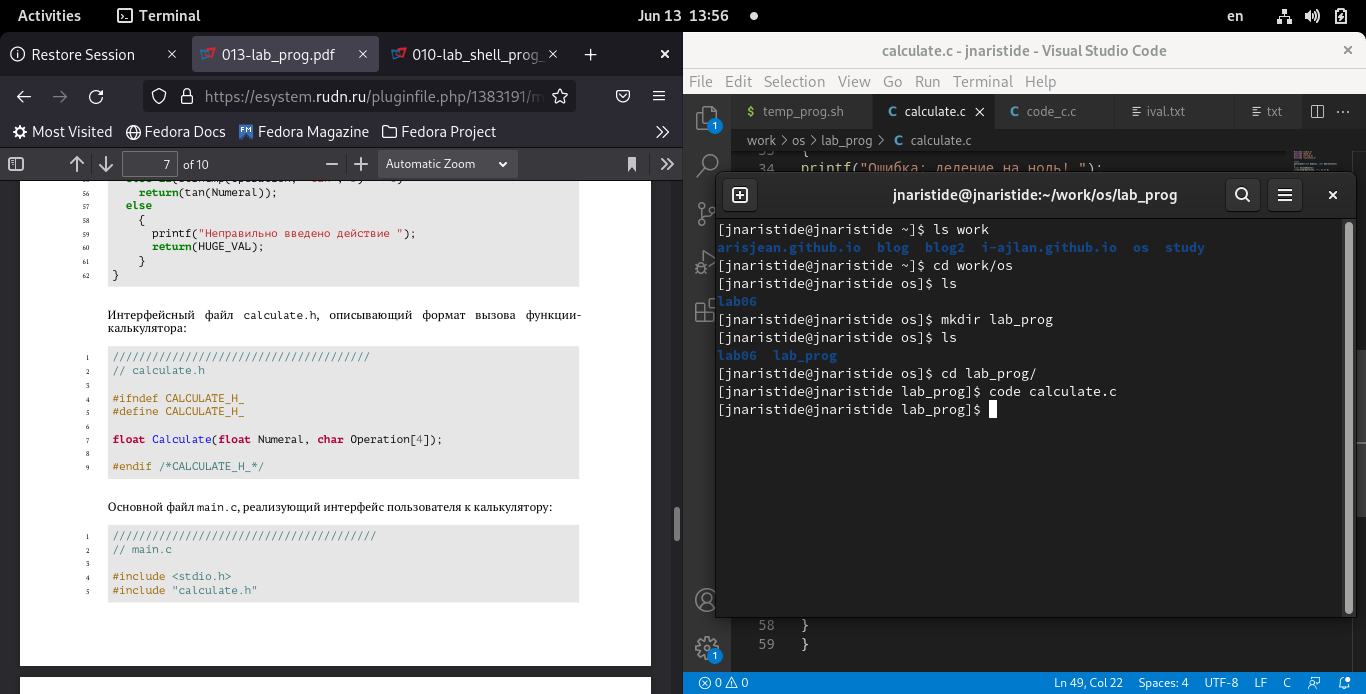 Activities Terminal Jun 13 13:56 en
Restore Session 013-lab_prog.pdf 010-lab_shell_prog_
https://esystem.rudn.ru/pluginfile.php/1383191/m
Most Visited Fedora Docs Fedora Magazine Fedora Project
7 of 10 Automatic Zoom
56 return(tan(Numeral));
57 else
58 {
59 printf("Неправильно введено действие ");
60 return(HUGE_VAL);
61 }
62 }
Интерфейсный файл calculate.h, описывающий формат вызова функции-
калькулятора:
1 ///////////////////////////////////////
2 // calculate.h
3
4 #ifndef CALCULATE_H_
5 #define CALCULATE_H_
6
7 float Calculate(float Numeral, char Operation[4]);
8
9 #endif /*CALCULATE_H_*/
Основной файл main.c, реализующий интерфейс пользователя к калькулятору:
1 ////////////////////////////////////////
2 // main.c
3
4 #include <stdio.h>
5 #include "calculate.h"
calculate.c - jnaristide - Visual Studio Code
File Edit Selection View Go Run Terminal Help
$ temp_prog.sh C calculate.c C code_c.c ival.txt txt
work > os > lab_prog > C calculate.c
33 {
34 printf("Ошибка: деление на ноль! ");
jnaristide@jnaristide:~/work/os/lab_prog
[jnaristide@jnaristide ~]$ ls work
arisjean.github.io blog blog2 i-ajlan.github.io os study
[jnaristide@jnaristide ~]$ cd work/os
[jnaristide@jnaristide os]$ ls
lab06
[jnaristide@jnaristide os]$ mkdir lab_prog
[jnaristide@jnaristide os]$ ls
lab06 lab_prog
[jnaristide@jnaristide os]$ cd lab_prog/
[jnaristide@jnaristide lab_prog]$ code calculate.c
[jnaristide@jnaristide lab_prog]$
1
58 }
59 }
1
0 0 Ln 49, Col 22 Spaces: 4 UTF-8 LF C